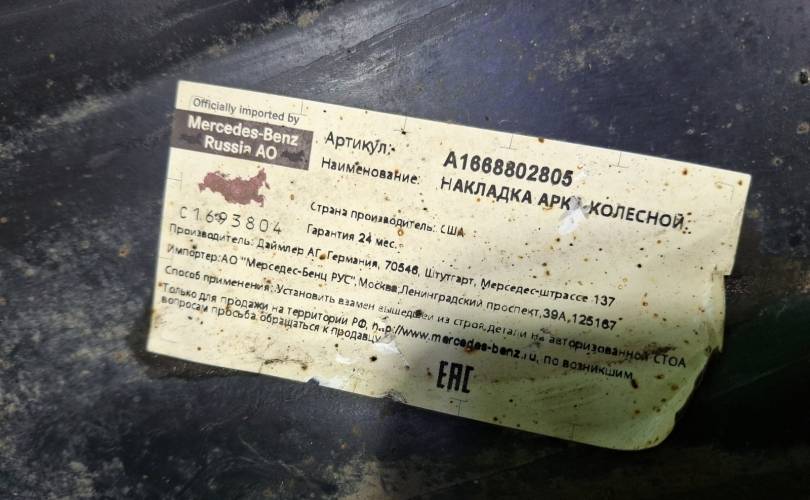 Officially imported by
Mercedes-Benz
Russia AO
Артикул: A1668802805
Наименование: НАКЛАДКА АРКИ КОЛЕСНОЙ
Страна производитель: США
C1693804 Гарантия 24 мес.
Производитель: Даймлер АГ, Германия, 70546, Штутгарт, Мерседес-штрассе 137
Импортер:АО "Мерседес-Бенц РУС", Москва,Ленинградский проспект,39А,125167
Способ применения: Установить взамен вышедшей из строя детали на авторизованной СТОА
Только для продажи на территории РФ, http://www.mercedes-benz.ru, по возникшим
вопросам просьба обращаться к продавцу
EAC